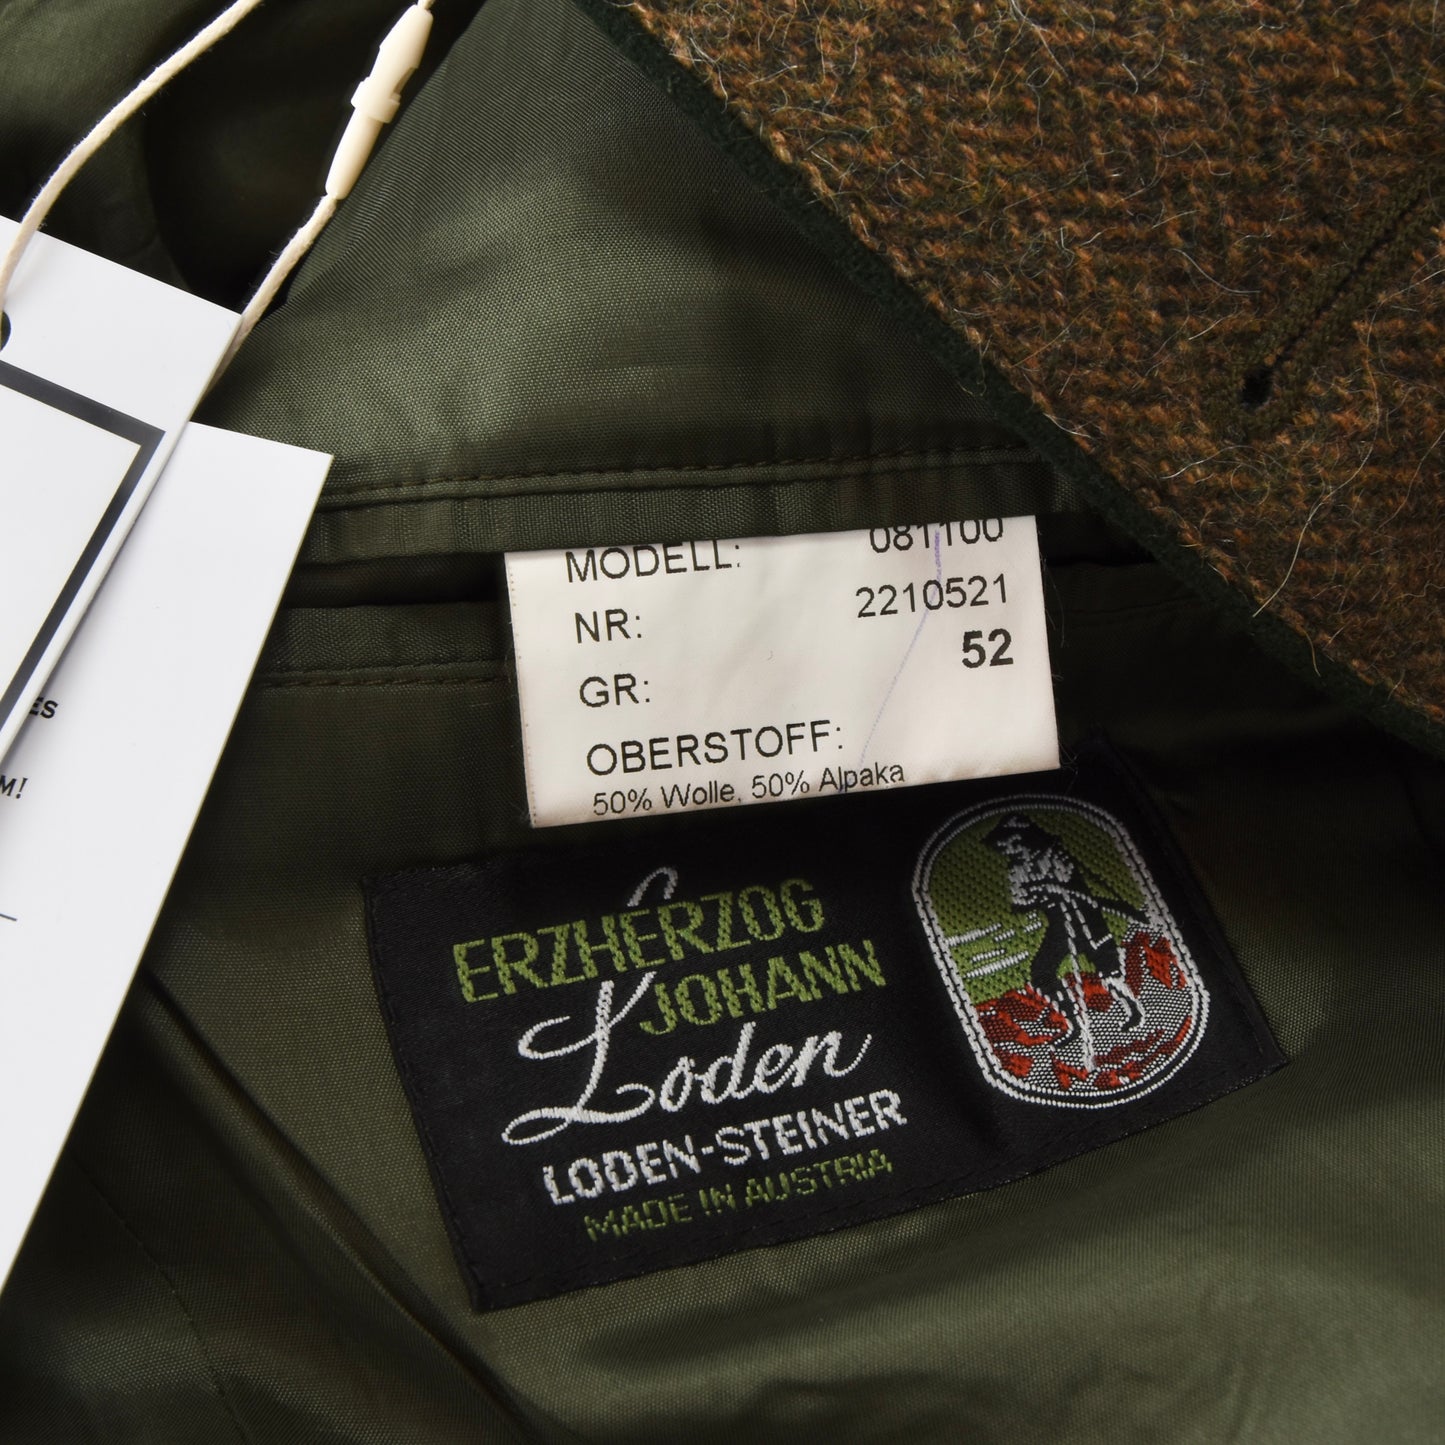 MODELL: 081100
NR: 2210521
GR: 52
OBERSTOFF:
50% Wolle, 50% Alpaka
ERZHERZOG
JOHANN
Loden
LODEN-STEINER
MADE IN AUSTRIA
ES
M!